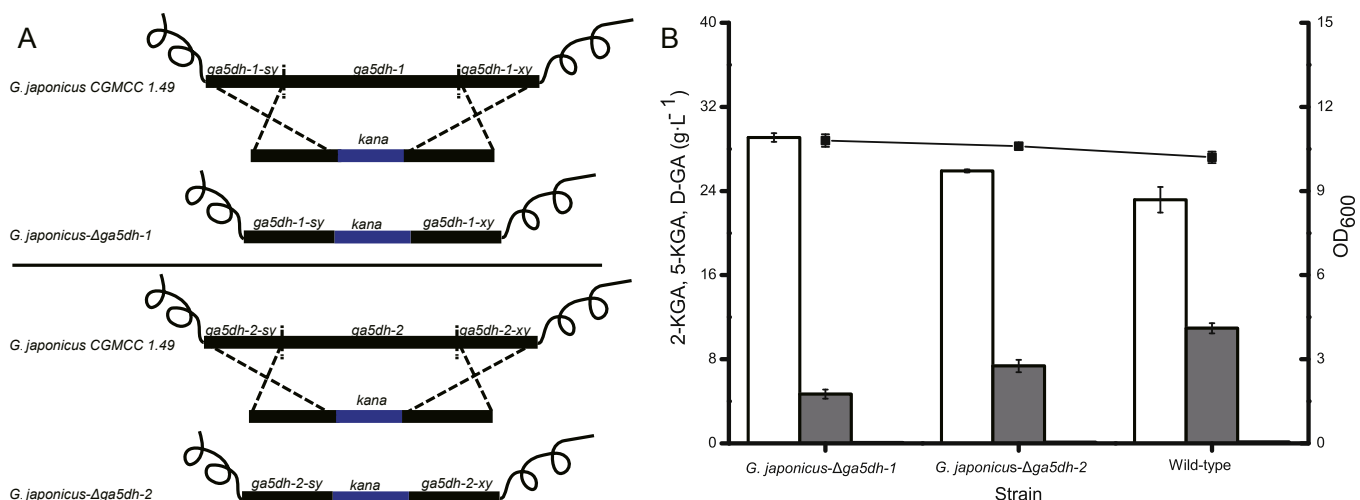 A
ga5dh-1-sy ga5dh-1 ga5dh-1-xy
G. japonicus CGMCC 1.49
kana
ga5dh-1-sy kana ga5dh-1-xy
G. japonicus-Δga5dh-1
ga5dh-2-sy ga5dh-2 ga5dh-2-xy
G. japonicus CGMCC 1.49
kana
ga5dh-2-sy kana ga5dh-2-xy
G. japonicus-Δga5dh-2
B
2-KGA, 5-KGA, D-GA (g·L⁻¹)
40
32
24
16
8
0
15
12
9
6
3
0
OD600
G. japonicus-Δga5dh-1 G. japonicus-Δga5dh-2 Wild-type
Strain